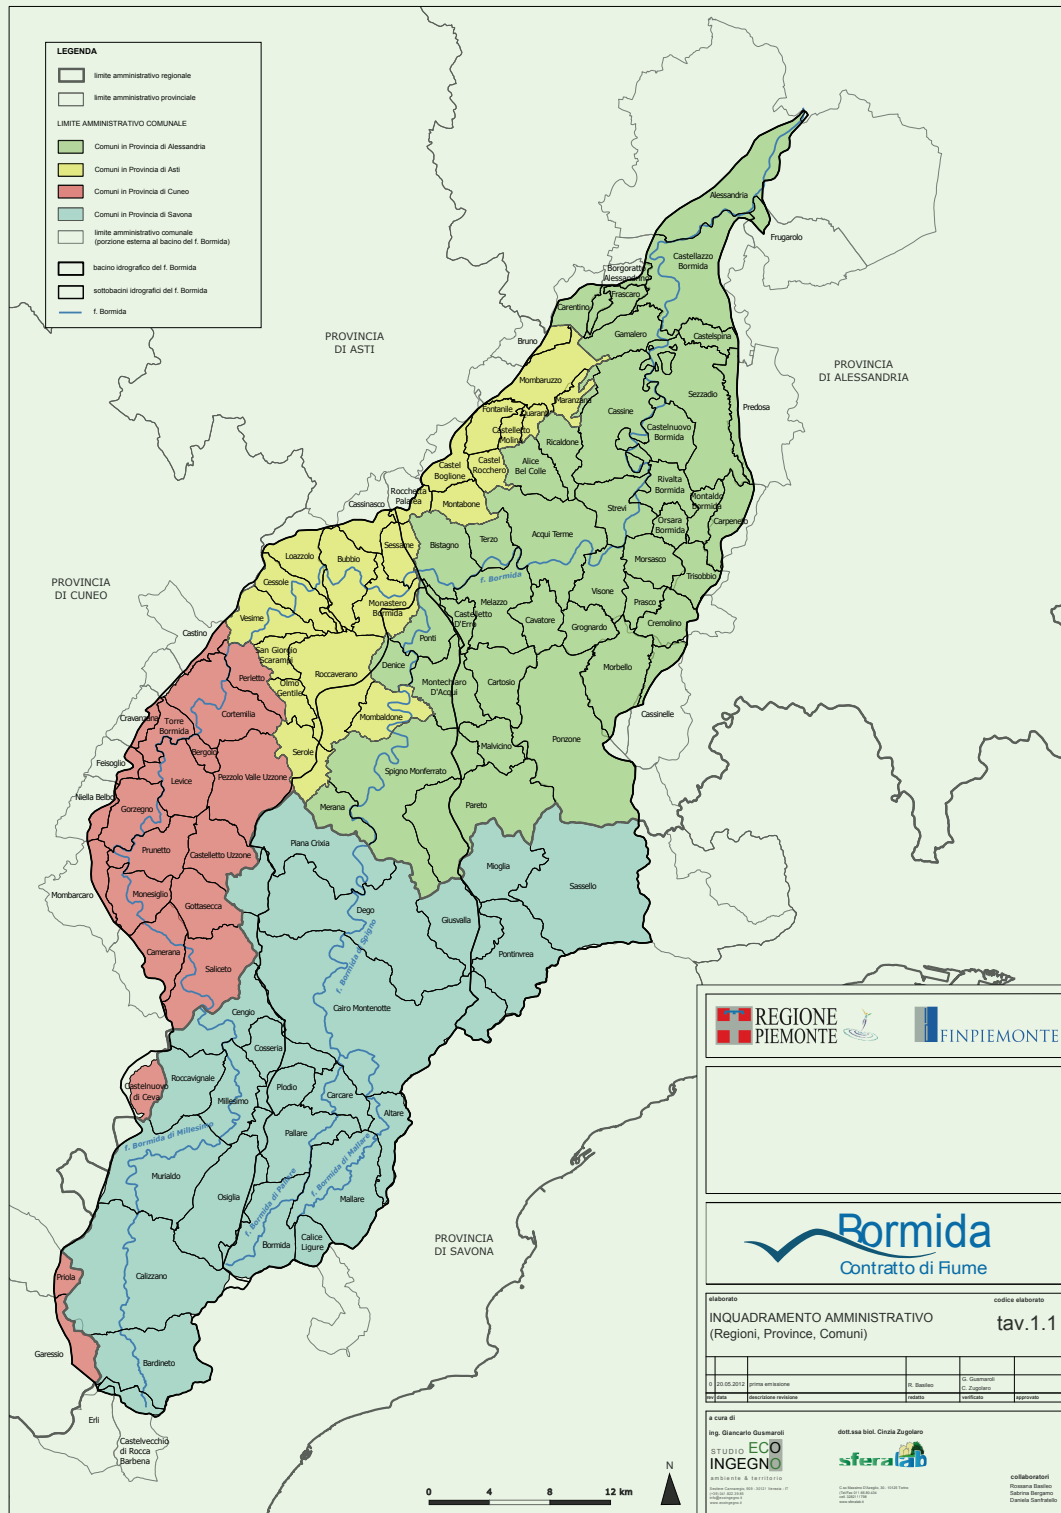 LEGENDA
limite amministrativo regionale
limite amministrativo provinciale
LIMITE AMMINISTRATIVO COMUNALE
Comuni in Provincia di Alessandria
Comuni in Provincia di Asti
Comuni in Provincia di Cuneo
Comuni in Provincia di Savona
limite amministrativo comunale
(porzione esterna al bacino del f. Bormida)
bacino idrografico del f. Bormida
sottobacini idrografici del f. Bormida
f. Bormida
Alessandria
Frugarolo
Castellazzo
Bormida
Borgoratto
Alessandrino
Frascaro
Carentino
Gamalero
Castelspina
PROVINCIA
DI ASTI
Bruno
PROVINCIA
DI ALESSANDRIA
Mombaruzzo
Maranzana
Sezzadio
Predosa
Fontanile
Quaranti
Cassine
Castelnuovo
Bormida
Castelletto
Molina
Ricaldone
Castel
Boglione
Castel
Rocchero
Alice
Bel Colle
Rivalta
Bormida
Montaldo
Bormida
Rocchetta
Palafea
Cassinasco
Montabone
Strevi
Orsara
Bormida
Carpeneto
Sessame
Bistagno
Terzo
Acqui Terme
Loazzolo
Bubbio
Morsasco
Trisobbio
PROVINCIA
DI CUNEO
Cessole
f. Bormida
Visone
Vesime
Monastero
Bormida
Melazzo
Castelletto
D'Erro
Cavatore
Grognardo
Prasco
Cremolino
Castino
Ponti
San Giorgio
Scarampi
Roccaverano
Denice
Montechiaro
D'Acqui
Cartosio
Morbello
Perletto
Olmo
Gentile
Cortemilia
Mombaldone
Cassinelle
Cravanzana
Torre
Bormida
Bergolo
Serole
Malvicino
Ponzone
Feisoglio
Levice
Pezzolo Valle Uzzone
Spigno Monferrato
Niella Belbo
Gorzegno
Merana
Pareto
Prunetto
Castelletto Uzzone
Piana Crixia
Mioglia
Sassello
Mombarcaro
Monesiglio
Gottasecca
Dego
Giusvalla
Camerana
Saliceto
Pontinvrea
f. Bormida di Spigno
Cairo Montenotte
Cengio
Cosseria
Castelnuovo
di Ceva
Roccavignale
Millesimo
Plodio
Carcare
Altare
f. Bormida di Millesimo
Pallare
f. Bormida di Mallare
Murialdo
Osiglia
f. Bormida di Pallare
Mallare
Bormida
Calice
Ligure
PROVINCIA
DI SAVONA
Priola
Calizzano
Garessio
Bardineto
Erli
Castelvecchio
di Rocca
Barbena
0 4 8 12 km
N
REGIONE
PIEMONTE
FINPIEMONTE
Bormida
Contratto di Fiume
elaborato
codice elaborato
INQUADRAMENTO AMMINISTRATIVO
(Regioni, Province, Comuni)
tav.1.1
0 20.05.2012 prima emissione R. Basileo G. Gusmaroli
C. Zugolaro
rev data descrizione revisione redatto verificato approvato
a cura di
ing. Giancarlo Gusmaroli
dott.ssa biol. Cinzia Zugolaro
STUDIO ECO
INGEGNO
ambiente & territorio
sferalab
collaboratori
Rossana Basileo
Sabrina Bergamo
Daniela Sanfratello